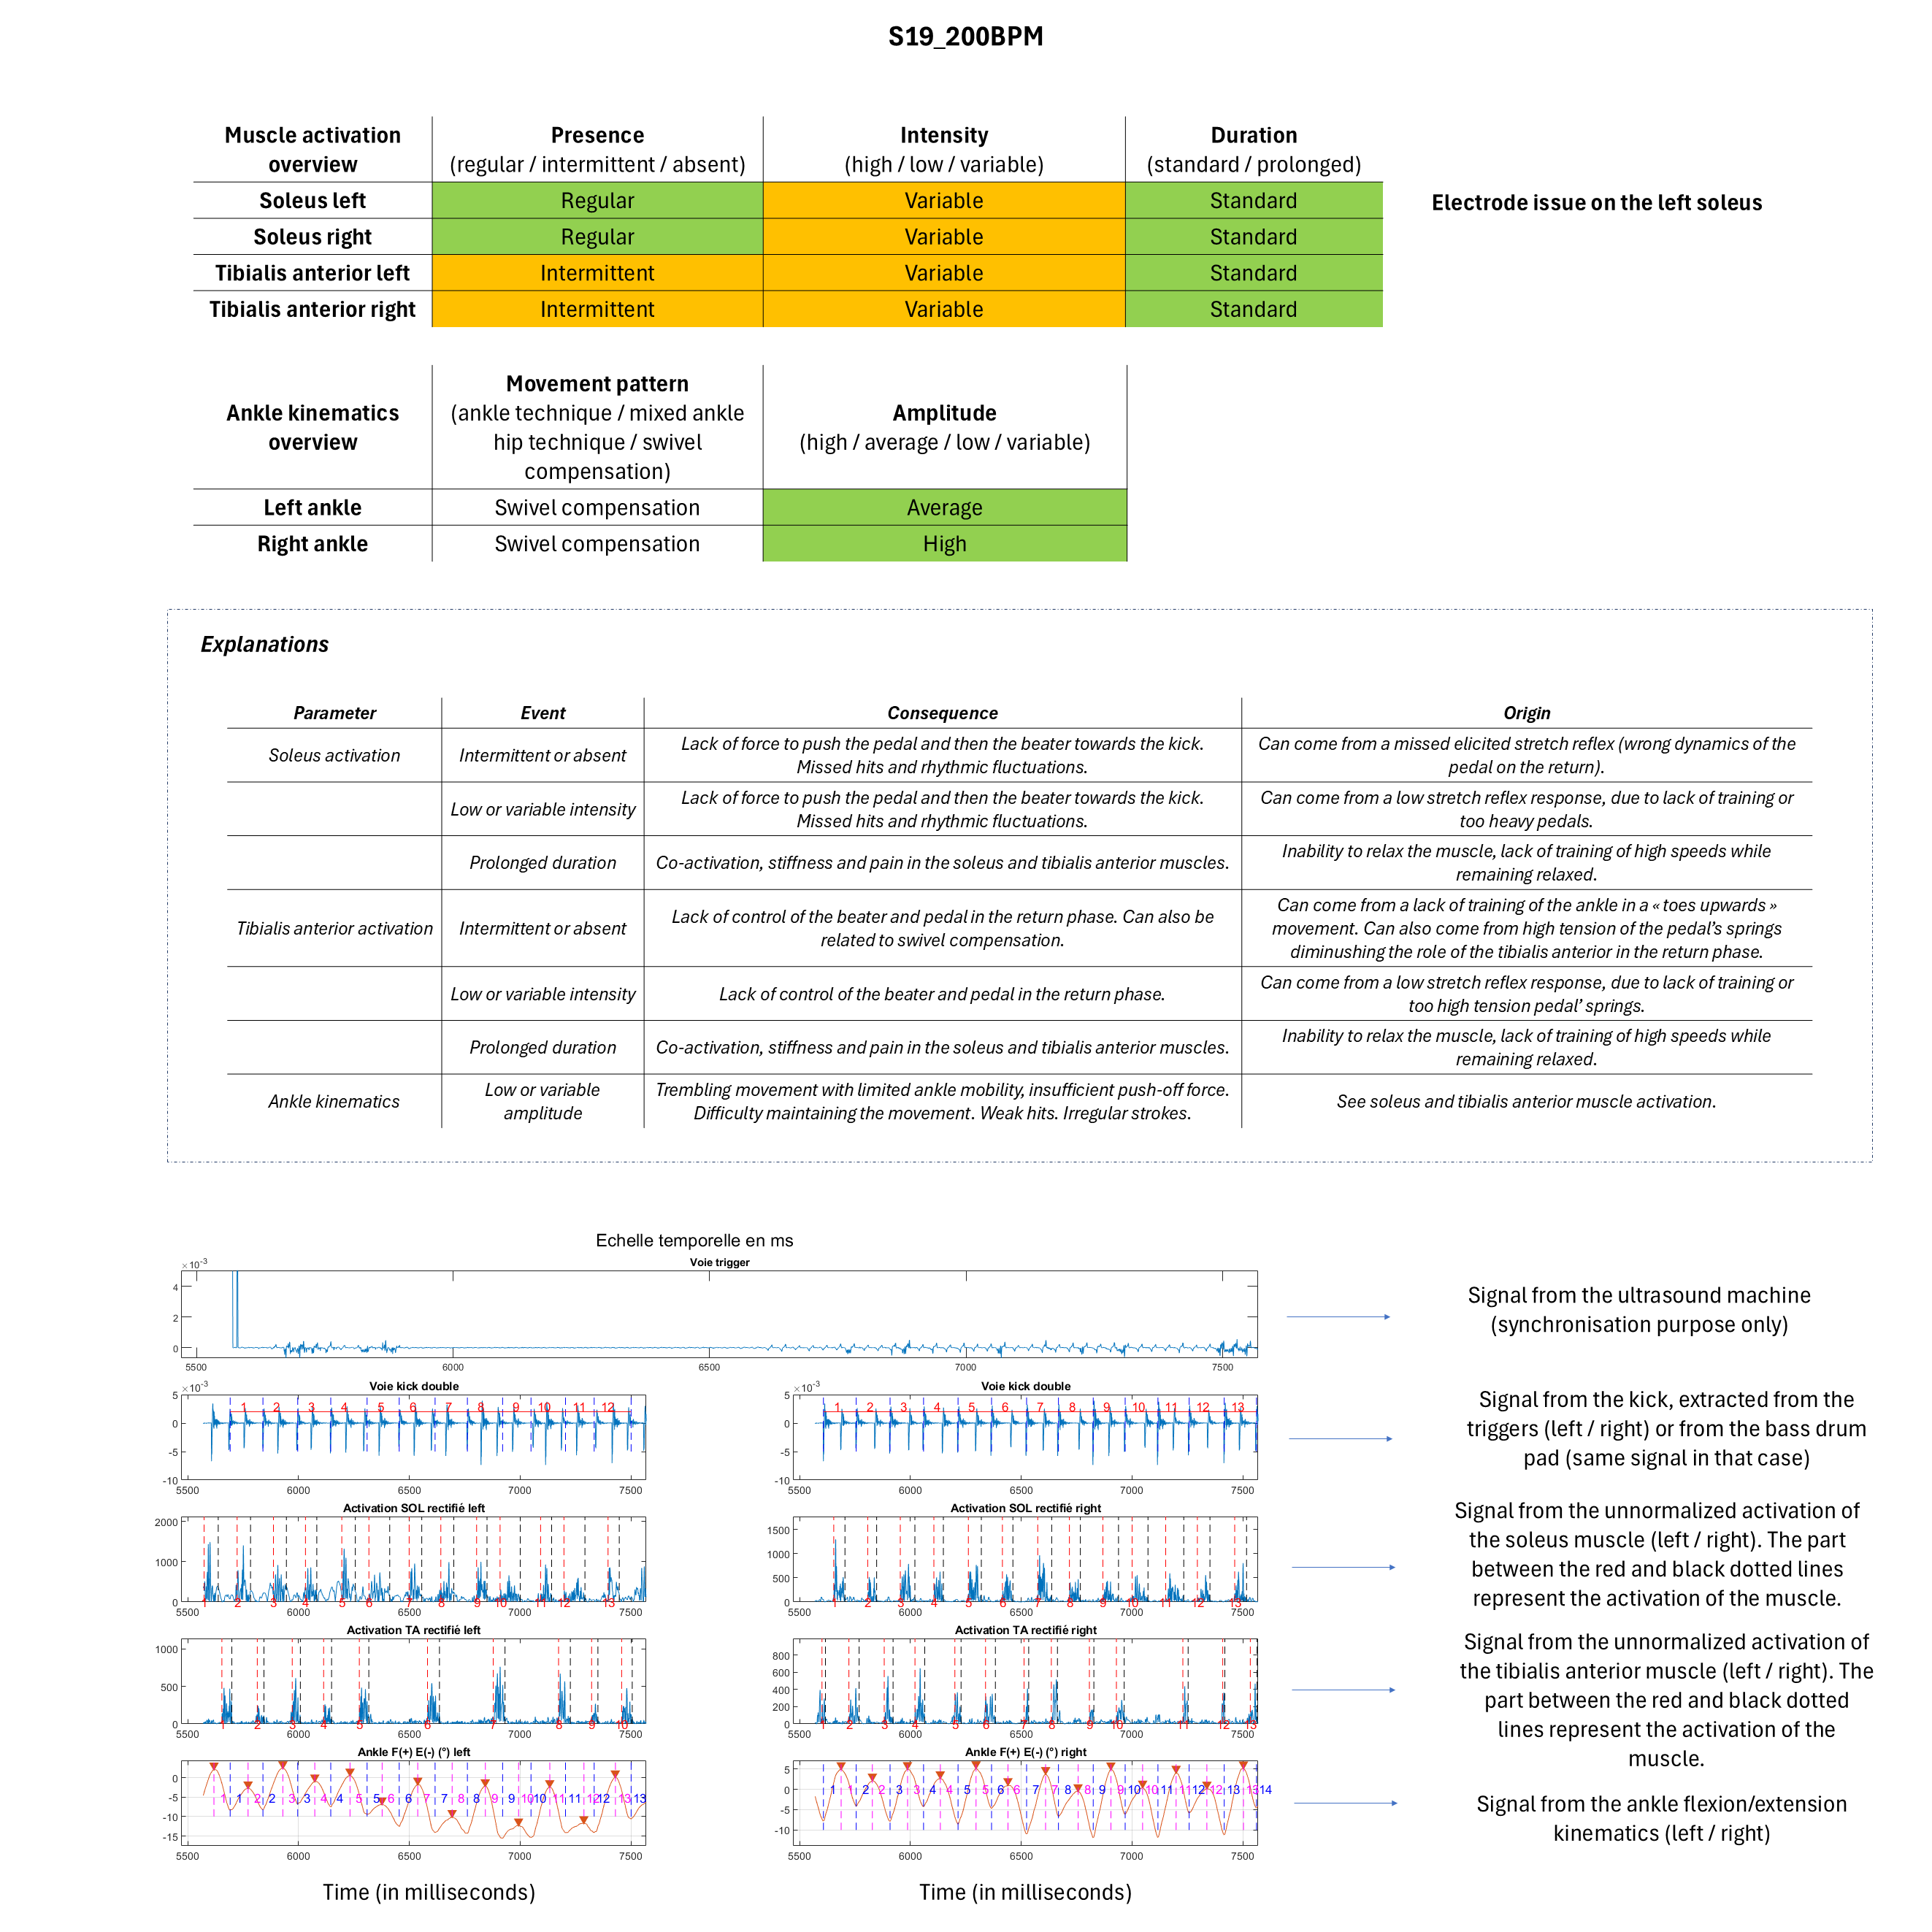 S19_200BPM
Muscle activation overview | Presence (regular / intermittent / absent) | Intensity (high / low / variable) | Duration (standard / prolonged)
Soleus left | Regular | Variable | Standard
Soleus right | Regular | Variable | Standard
Tibialis anterior left | Intermittent | Variable | Standard
Tibialis anterior right | Intermittent | Variable | Standard
Electrode issue on the left soleus
Ankle kinematics overview | Movement pattern (ankle technique / mixed ankle hip technique / swivel compensation) | Amplitude (high / average / low / variable)
Left ankle | Swivel compensation | Average
Right ankle | Swivel compensation | High
Explanations
Parameter | Event | Consequence | Origin
Soleus activation | Intermittent or absent | Lack of force to push the pedal and then the beater towards the kick. Missed hits and rhythmic fluctuations. | Can come from a missed elicited stretch reflex (wrong dynamics of the pedal on the return).
Low or variable intensity | Lack of force to push the pedal and then the beater towards the kick. Missed hits and rhythmic fluctuations. | Can come from a low stretch reflex response, due to lack of training or too heavy pedals.
Prolonged duration | Co-activation, stiffness and pain in the soleus and tibialis anterior muscles. | Inability to relax the muscle, lack of training of high speeds while remaining relaxed.
Tibialis anterior activation | Intermittent or absent | Lack of control of the beater and pedal in the return phase. Can also be related to swivel compensation. | Can come from a lack of training of the ankle in a « toes upwards » movement. Can also come from high tension of the pedal’s springs diminushing the role of the tibialis anterior in the return phase.
Low or variable intensity | Lack of control of the beater and pedal in the return phase. | Can come from a low stretch reflex response, due to lack of training or too high tension pedal’ springs.
Prolonged duration | Co-activation, stiffness and pain in the soleus and tibialis anterior muscles. | Inability to relax the muscle, lack of training of high speeds while remaining relaxed.
Ankle kinematics | Low or variable amplitude | Trembling movement with limited ankle mobility, insufficient push-off force. Difficulty maintaining the movement. Weak hits. Irregular strokes. | See soleus and tibialis anterior muscle activation.
Echelle temporelle en ms
Voie trigger
×10-3
4
2
0
5500 6000 6500 7000 7500
Signal from the ultrasound machine
(synchronisation purpose only)
Voie kick double
×10-3
5
0
-5
-10
1 2 3 4 5 6 7 8 9 10 11 12
5500 6000 6500 7000 7500
Voie kick double
×10-3
5
0
-5
-10
1 2 3 4 5 6 7 8 9 10 11 12 13
5500 6000 6500 7000 7500
Signal from the kick, extracted from the
triggers (left / right) or from the bass drum
pad (same signal in that case)
Activation SOL rectifié left
2000
1000
0
1 2 3 4 5 6 7 8 9 10 11 12 13
5500 6000 6500 7000 7500
Activation SOL rectifié right
1500
1000
500
0
1 2 3 4 5 6 7 8 9 10 11 12 13
5500 6000 6500 7000 7500
Signal from the unnormalized activation of
the soleus muscle (left / right). The part
between the red and black dotted lines
represent the activation of the muscle.
Activation TA rectifié left
1000
500
0
1 2 3 4 5 6 7 8 9 10
5500 6000 6500 7000 7500
Activation TA rectifié right
800
600
400
200
0
1 2 3 4 5 6 7 8 9 10 11 12 13
5500 6000 6500 7000 7500
Signal from the unnormalized activation of
the tibialis anterior muscle (left / right). The
part between the red and black dotted
lines represent the activation of the
muscle.
Ankle F(+) E(-) (°) left
0
-5
-10
-15
1 1 2 2 3 3 4 4 5 5 6 6 7 7 8 8 9 9 10 10 11 11 12 12 13
5500 6000 6500 7000 7500
Ankle F(+) E(-) (°) right
5
0
-5
-10
1 1 2 2 3 3 4 4 5 5 6 6 7 7 8 8 9 9 10 10 11 11 12 12 13 13 14
5500 6000 6500 7000 7500
Signal from the ankle flexion/extension
kinematics (left / right)
Time (in milliseconds)
Time (in milliseconds)